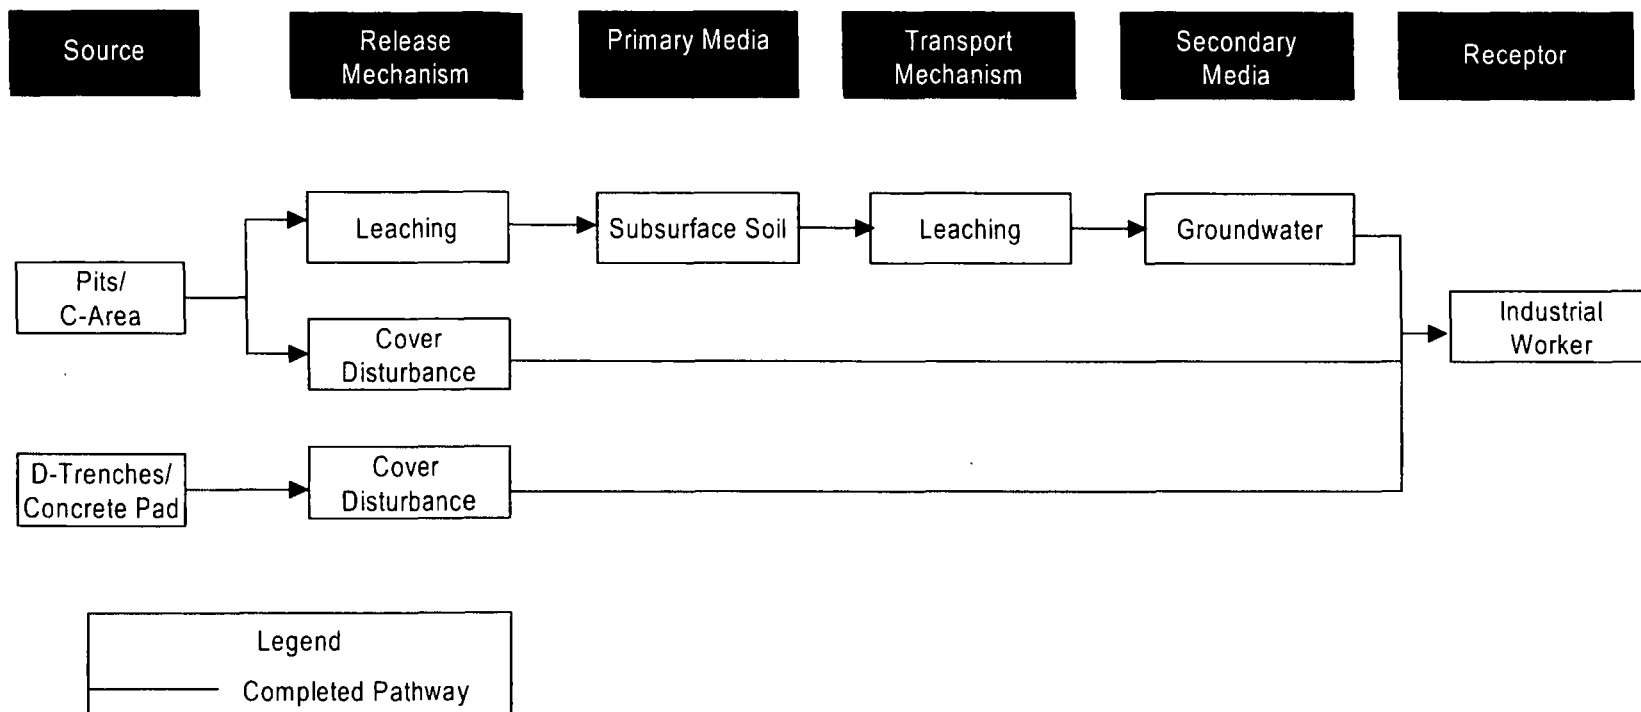 Source
Release
Mechanism
Primary Media
Transport
Mechanism
Secondary
Media
Receptor
Leaching
Subsurface Soil
Leaching
Groundwater
Pits/
C-Area
Industrial
Worker
Cover
Disturbance
D-Trenches/
Concrete Pad
Cover
Disturbance
Legend
Completed Pathway